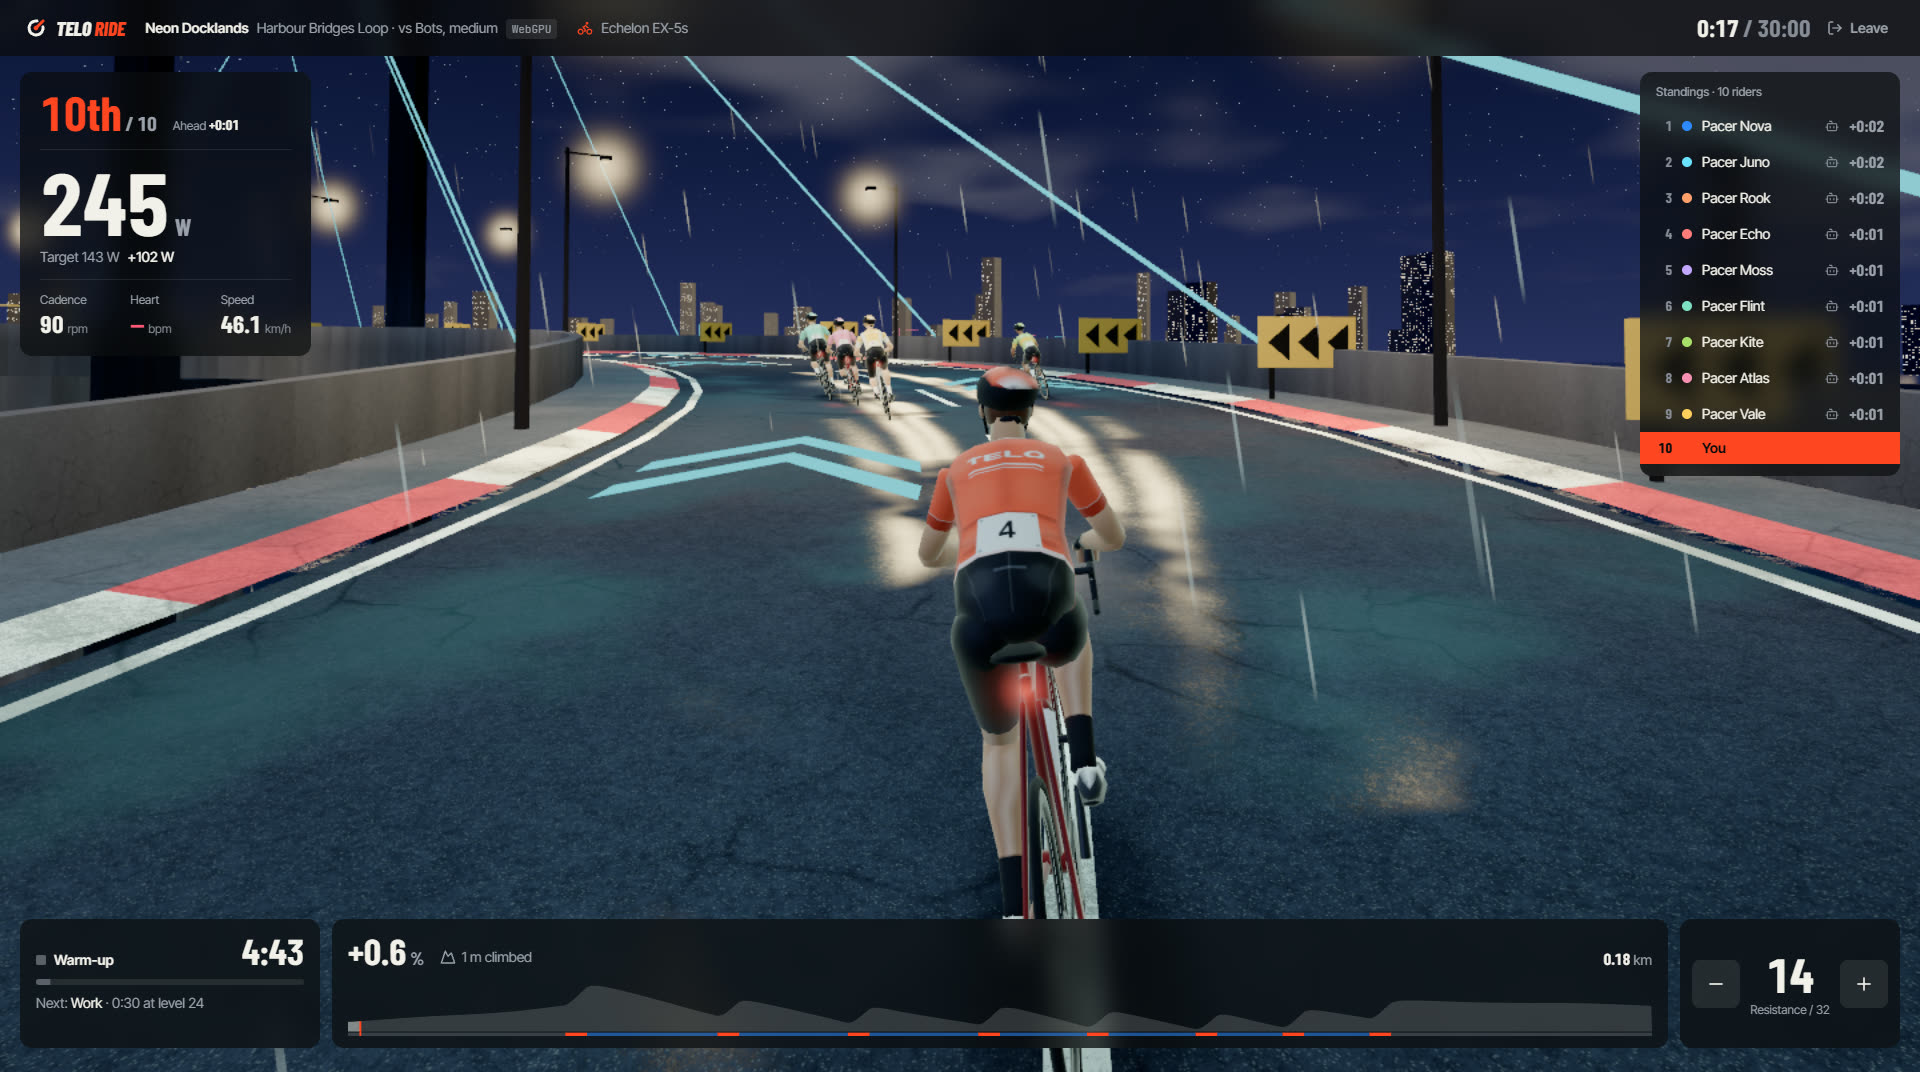 TELO RIDE Neon Docklands Harbour Bridges Loop · vs Bots, medium WebGPU Echelon EX-5s 0:17 / 30:00 Leave
10th / 10 Ahead +0:01
245 W
Target 143 W +102 W
Cadence Heart Speed
90 rpm — bpm 46.1 km/h
Standings · 10 riders
1 Pacer Nova +0:02
2 Pacer Juno +0:02
3 Pacer Rook +0:02
4 Pacer Echo +0:01
5 Pacer Moss +0:01
6 Pacer Flint +0:01
7 Pacer Kite +0:01
8 Pacer Atlas +0:01
9 Pacer Vale +0:01
10 You
TELO
4
Warm-up 4:43
Next: Work · 0:30 at level 24
+0.6 % 1 m climbed 0.18 km
− 14 +
Resistance / 32